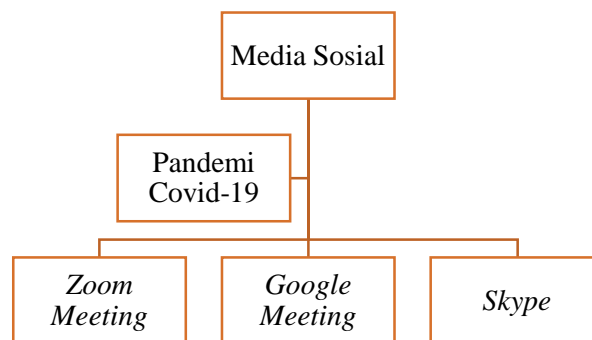 Media Sosial
Pandemi
Covid-19
Zoom
Meeting
Google
Meeting
Skype